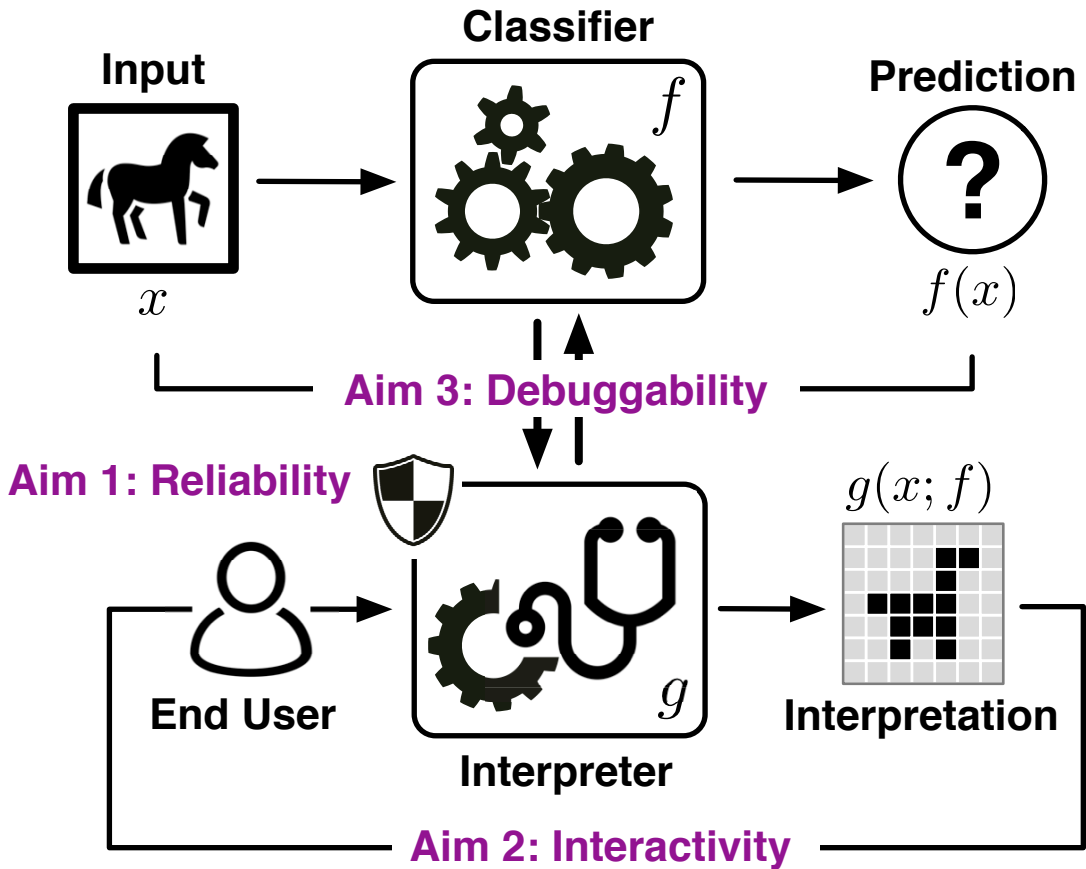 Classifier
Input
Prediction
f
?
x
f(x)
Aim 3: Debuggability
Aim 1: Reliability
g(x; f)
g
End User
Interpretation
Interpreter
Aim 2: Interactivity